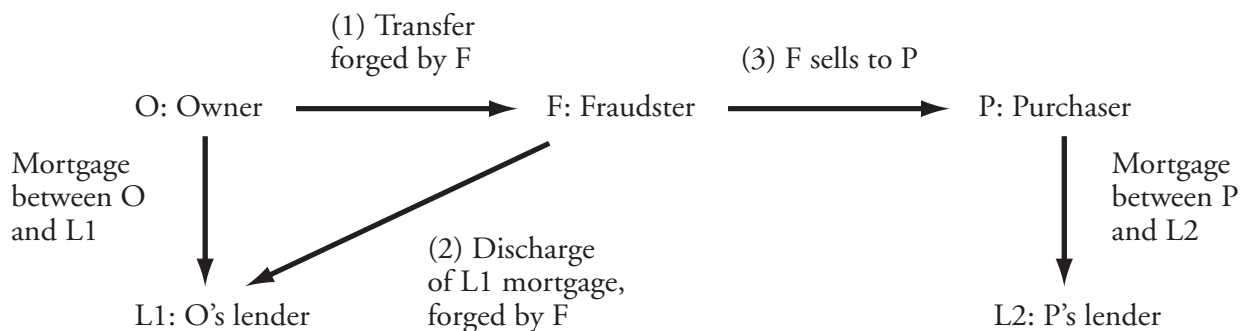 (1) Transfer
forged by F
(3) F sells to P
O: Owner
F: Fraudster
P: Purchaser
Mortgage
between O
and L1
Mortgage
between P
and L2
(2) Discharge
of L1 mortgage,
forged by F
L1: O’s lender
L2: P’s lender